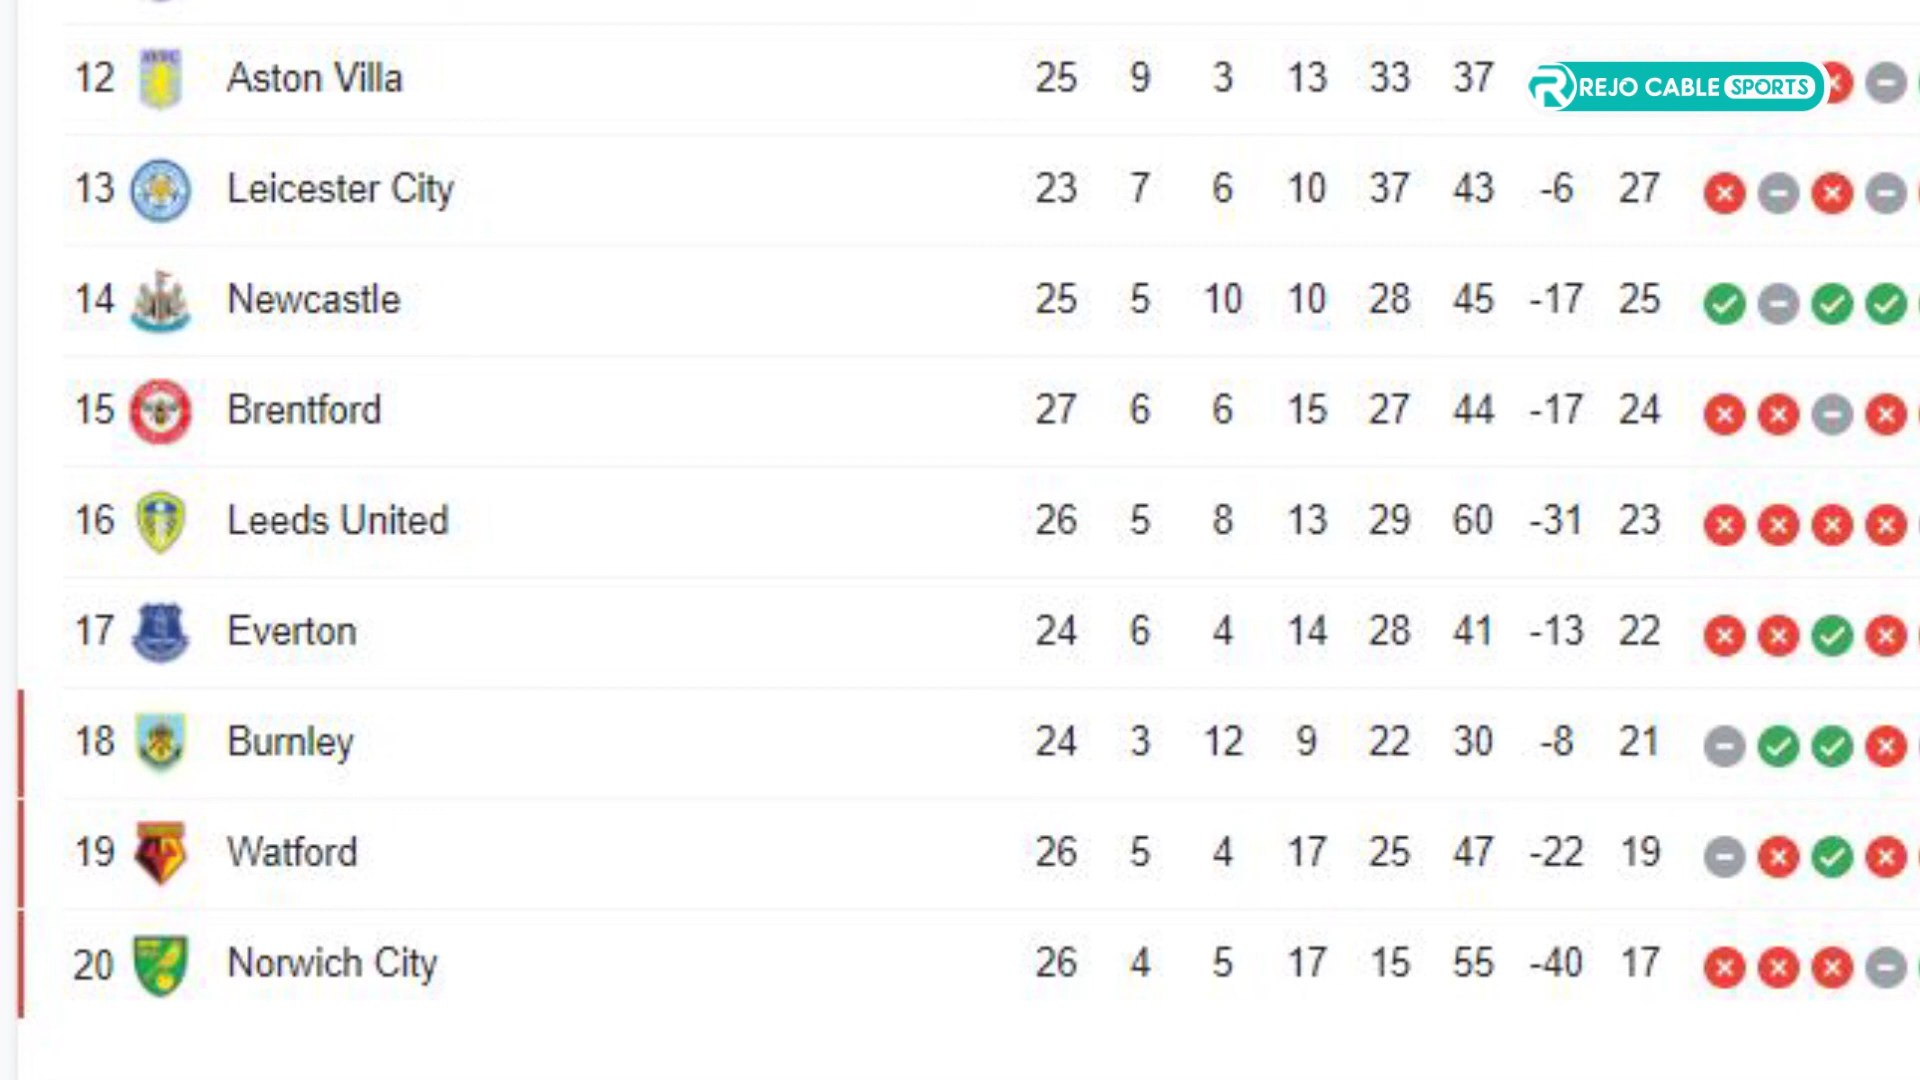 12 Aston Villa 25 9 3 13 33 37 REJO CABLE SPORTS
13 Leicester City 23 7 6 10 37 43 -6 27
14 Newcastle 25 5 10 10 28 45 -17 25
15 Brentford 27 6 6 15 27 44 -17 24
16 Leeds United 26 5 8 13 29 60 -31 23
17 Everton 24 6 4 14 28 41 -13 22
18 Burnley 24 3 12 9 22 30 -8 21
19 Watford 26 5 4 17 25 47 -22 19
20 Norwich City 26 4 5 17 15 55 -40 17